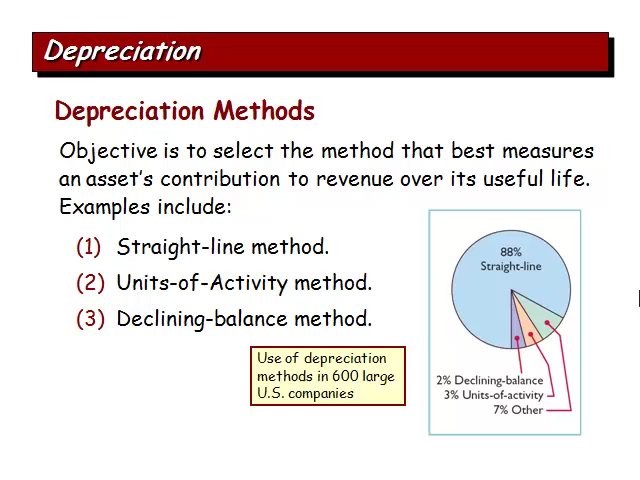 Depreciation
Depreciation Methods
Objective is to select the method that best measures
an asset's contribution to revenue over its useful life.
Examples include:
(1) Straight-line method.
(2) Units-of-Activity method.
(3) Declining-balance method.
Use of depreciation
methods in 600 large
U.S. companies
88%
Straight-line
2% Declining-balance
3% Units-of-activity
7% Other